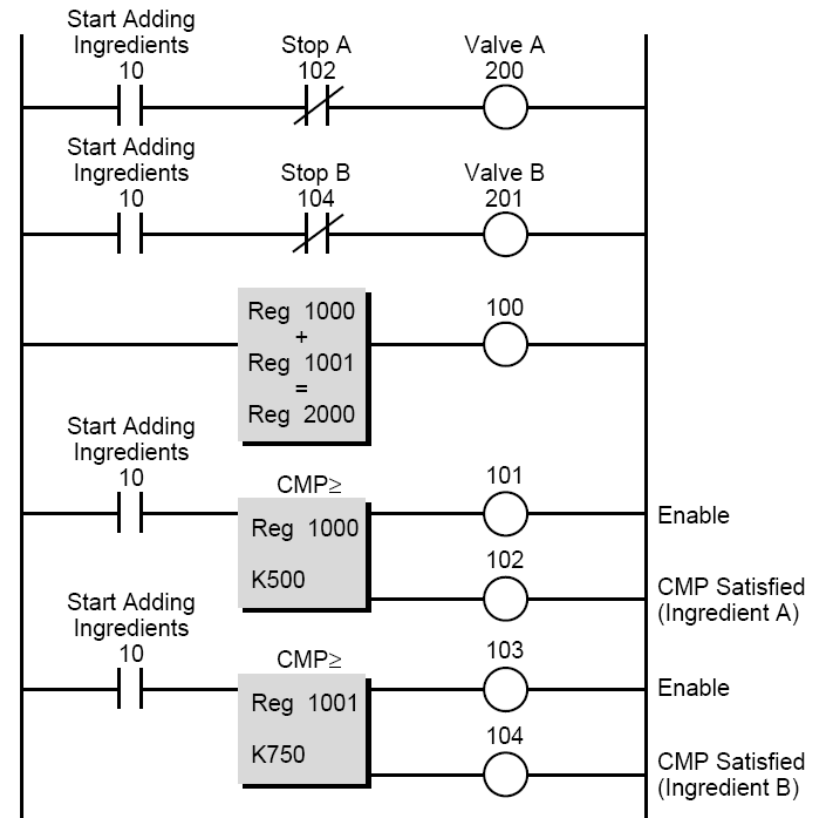 Start Adding
Ingredients
10
Stop A
102
Valve A
200
Start Adding
Ingredients
10
Stop B
104
Valve B
201
Reg 1000
+
Reg 1001
=
Reg 2000
100
Start Adding
Ingredients
10
CMP≥
Reg 1000
K500
101
Enable
102
CMP Satisfied
(Ingredient A)
Start Adding
Ingredients
10
CMP≥
Reg 1001
K750
103
Enable
104
CMP Satisfied
(Ingredient B)